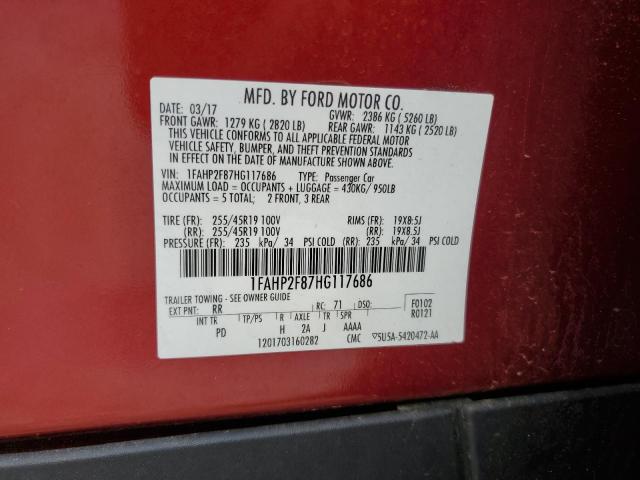 MFD. BY FORD MOTOR CO.
DATE: 03/17 GVWR: 2386 KG ( 5260 LB)
FRONT GAWR: 1279 KG ( 2820 LB) REAR GAWR: 1143 KG ( 2520 LB)
THIS VEHICLE CONFORMS TO ALL APPLICABLE FEDERAL MOTOR
VEHICLE SAFETY, BUMPER, AND THEFT PREVENTION STANDARDS
IN EFFECT ON THE DATE OF MANUFACTURE SHOWN ABOVE.
VIN: 1FAHP2F87HG117686 TYPE: Passenger Car
MAXIMUM LOAD = OCCUPANTS + LUGGAGE = 430KG/ 950LB
OCCUPANTS = 5 TOTAL; 2 FRONT, 3 REAR
TIRE (FR): 255/45R19 100V RIMS (FR): 19X8.5J
(RR): 255/45R19 100V (RR): 19X8.5J
PRESSURE (FR): 235 kPa/ 34 PSI COLD (RR): 235 kPa/ 34 PSI COLD
1FAHP2F87HG117686
TRAILER TOWING - SEE OWNER GUIDE
EXT PNT: RR RC: 71 DSO: F0102
INT TR TP/PS R AXLE TR SPR R0121
PD H 2A J AAAA
1201703160282 CMC 5U5A-5420472-AA